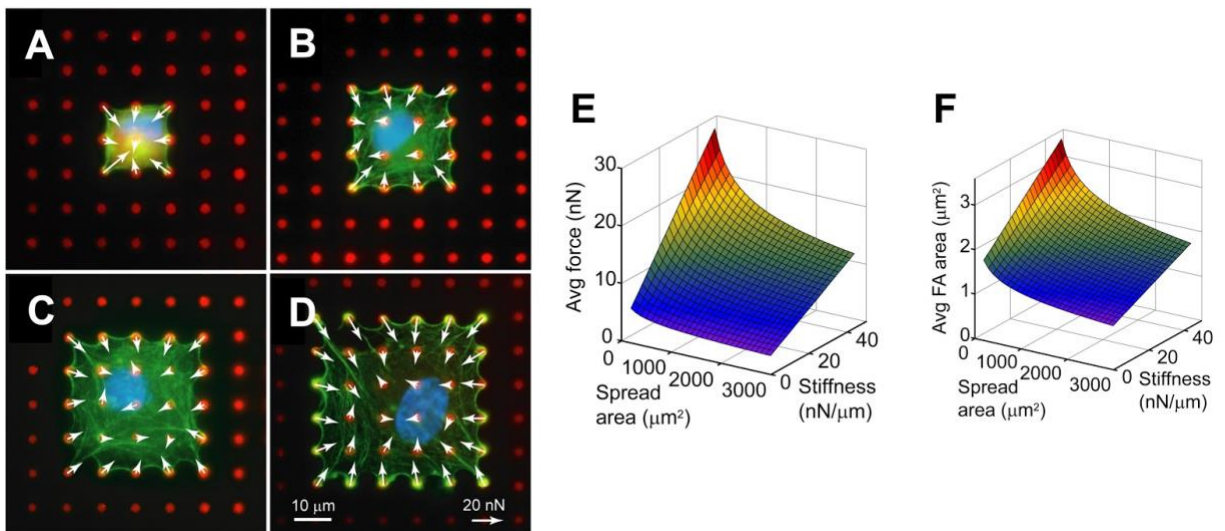 A
B
C
D
10 μm
20 nN
E
30
20
10
0
Avg force (nN)
0
1000
2000
3000
Spread
area (μm²)
0
20
40
Stiffness
(nN/μm)
F
3
2
1
0
Avg FA area (μm²)
0
1000
2000
3000
Spread
area (μm²)
0
20
40
Stiffness
(nN/μm)